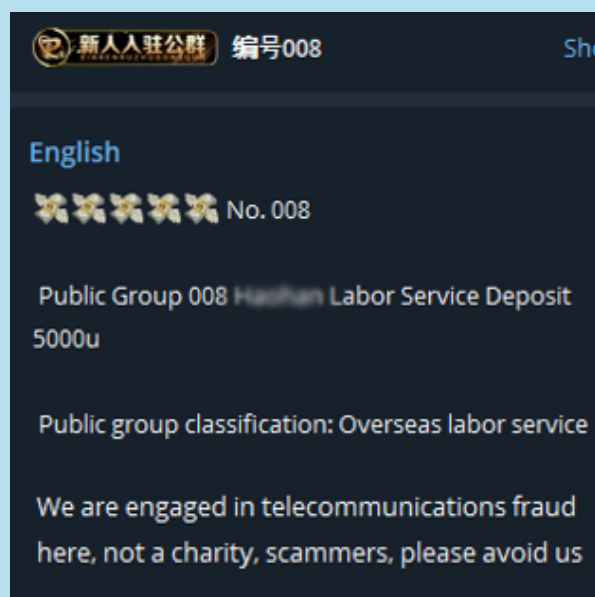 新人入驻公群 编号008
English
No. 008
Public Group 008 Labor Service Deposit
5000u
Public group classification: Overseas labor service
We are engaged in telecommunications fraud
here, not a charity, scammers, please avoid us